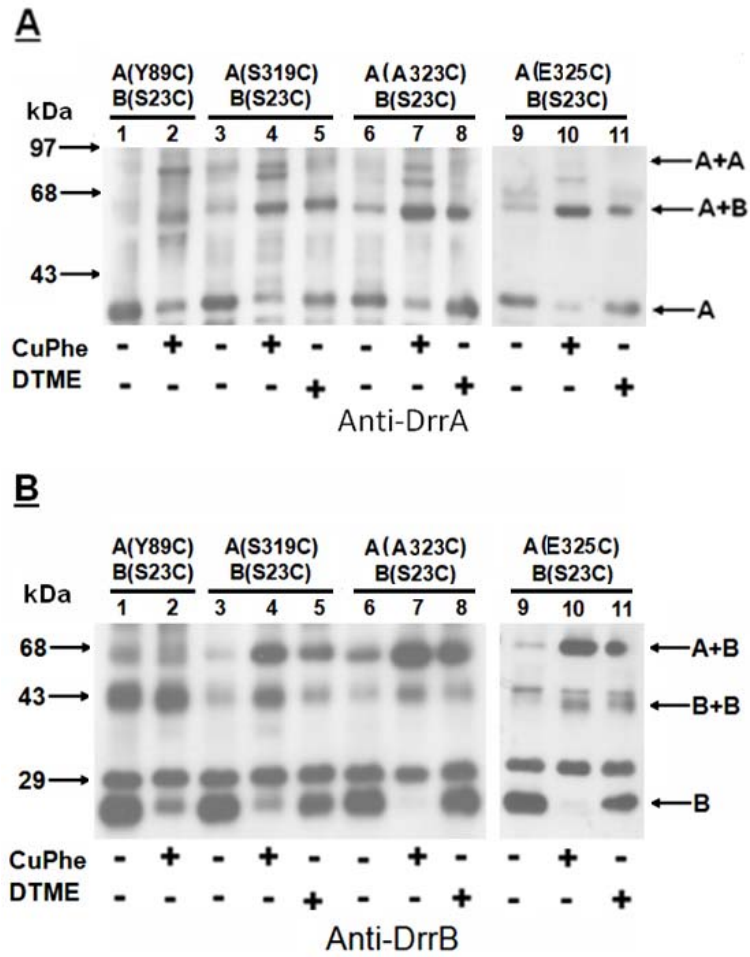 A
A(Y89C) A(S319C) A(A323C) A(E325C)
B(S23C) B(S23C) B(S23C) B(S23C)
kDa
1 2 3 4 5 6 7 8 9 10 11
97
A+A
68
A+B
43
A
CuPhe - + - + - - + - - + -
DTME - - - - + - - + - - +
Anti-DrrA
B
A(Y89C) A(S319C) A(A323C) A(E325C)
B(S23C) B(S23C) B(S23C) B(S23C)
kDa
1 2 3 4 5 6 7 8 9 10 11
68 A+B
43
B+B
29
B
CuPhe - + - + - - + - - + -
DTME - - - - + - - + - - +
Anti-DrrB